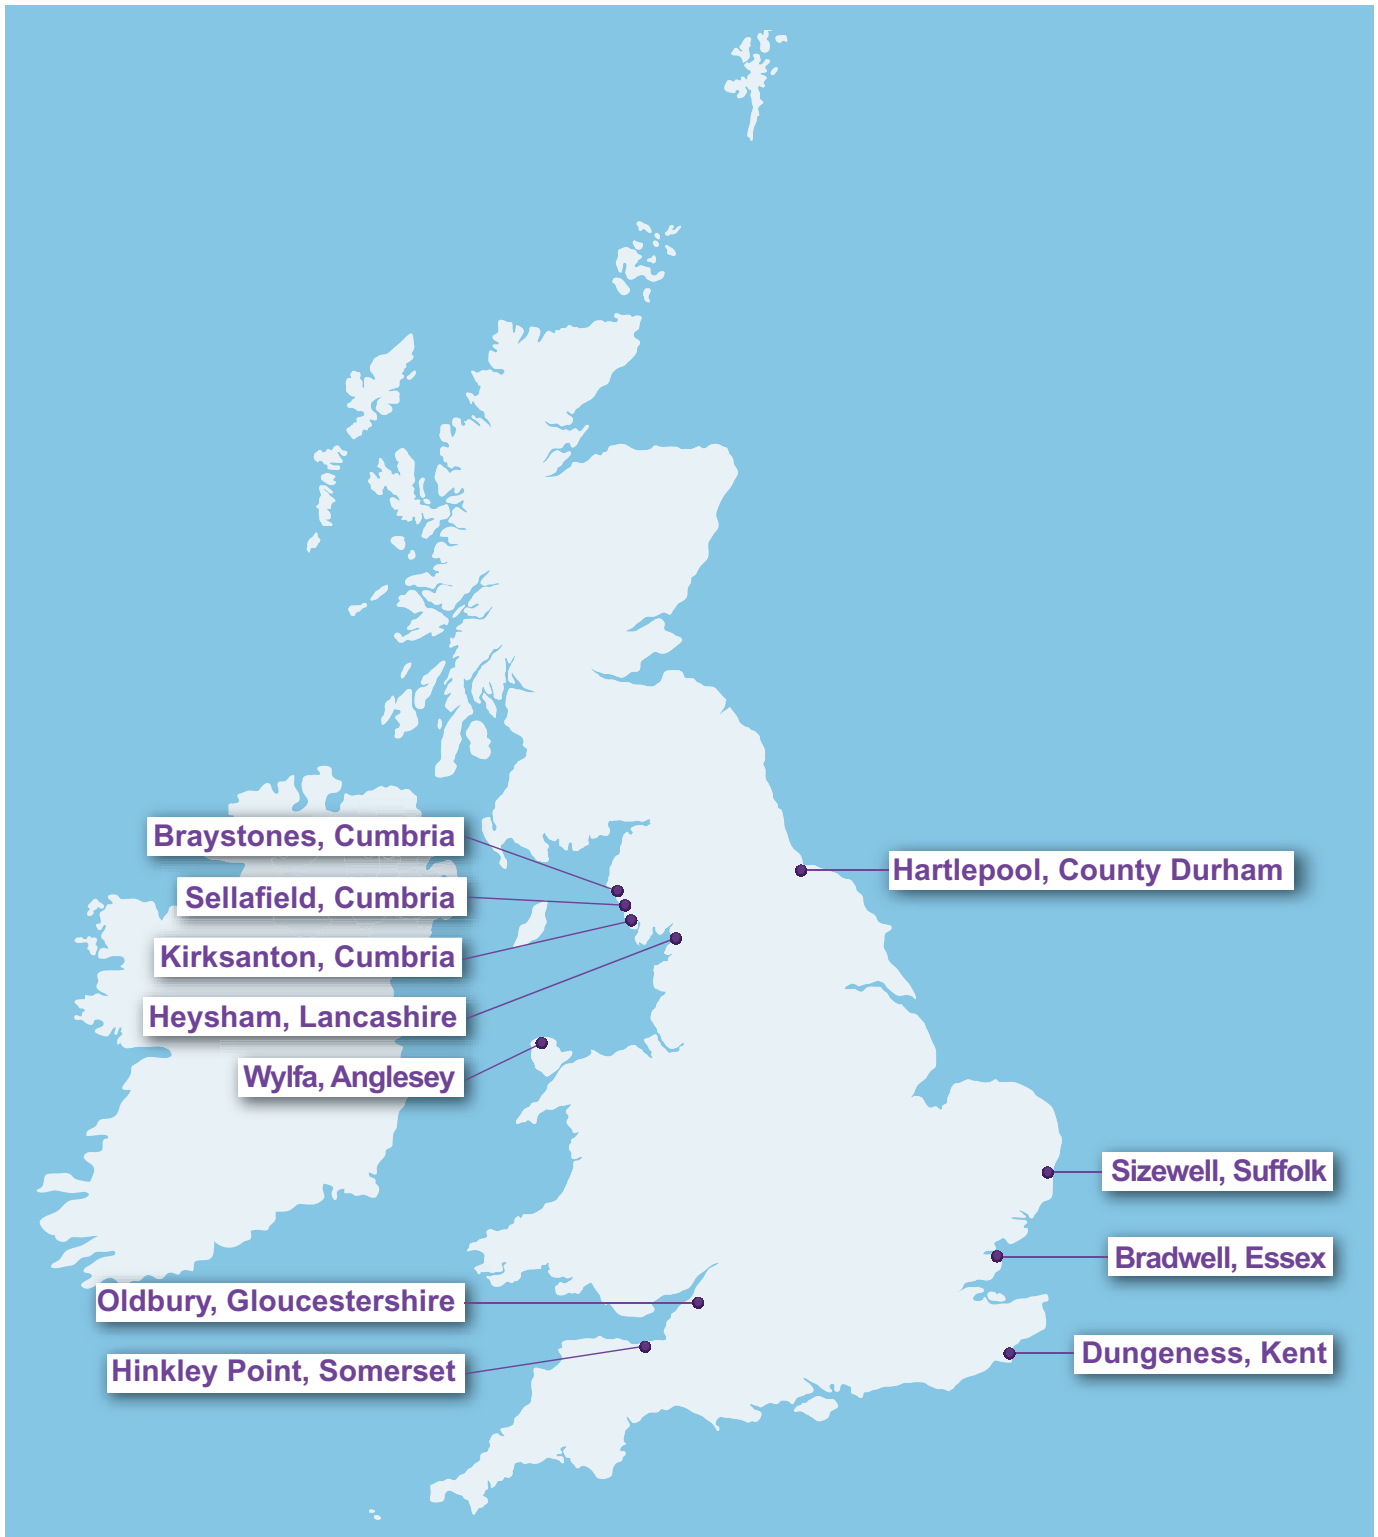 Braystones, Cumbria
Hartlepool, County Durham
Sellafield, Cumbria
Kirksanton, Cumbria
Heysham, Lancashire
Wylfa, Anglesey
Sizewell, Suffolk
Bradwell, Essex
Oldbury, Gloucestershire
Dungeness, Kent
Hinkley Point, Somerset